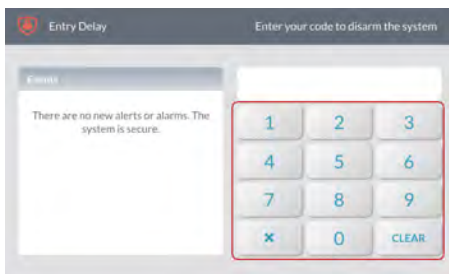 Entry Delay
Enter your code to disarm the system
Events
There are no new alerts or alarms. The
system is secure.
1 2 3
4 5 6
7 8 9
× 0 CLEAR